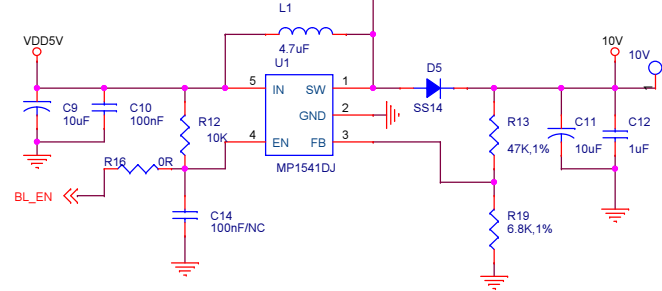 L1
4.7uF
VDD5V
U1
10V
10V
D5
5
IN
SW
1
C9
10uF
C10
100nF
GND
2
SS14
R12
10K
R13
47K,1%
C11
10uF
C12
1uF
4
EN
FB
3
R16
0R
MP1541DJ
BL_EN
C14
100nF/NC
R19
6.8K,1%